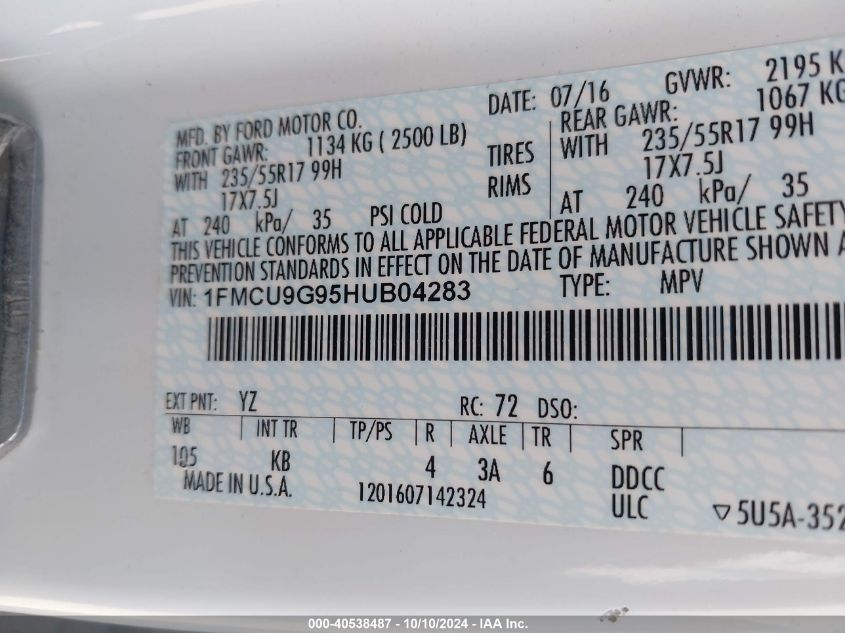 MFD. BY FORD MOTOR CO.
DATE: 07/16
GVWR: 2195 K
FRONT GAWR: 1134 KG ( 2500 LB)
REAR GAWR: 1067 KG
WITH 235/55R17 99H
TIRES
WITH 235/55R17 99H
17X7.5J
RIMS
17X7.5J
AT 240 kPa/ 35 PSI COLD
AT 240 kPa/ 35
THIS VEHICLE CONFORMS TO ALL APPLICABLE FEDERAL MOTOR VEHICLE SAFETY
PREVENTION STANDARDS IN EFFECT ON THE DATE OF MANUFACTURE SHOWN A
VIN: 1FMCU9G95HUB04283
TYPE: MPV
EXT PNT: YZ
RC: 72 DSO:
WB INT TR TP/PS R AXLE TR SPR
105 KB 4 3A 6 DDCC
MADE IN U.S.A. 1201607142324 ULC ▽5U5A-352
000-40538487 - 10/10/2024 - IAA Inc.